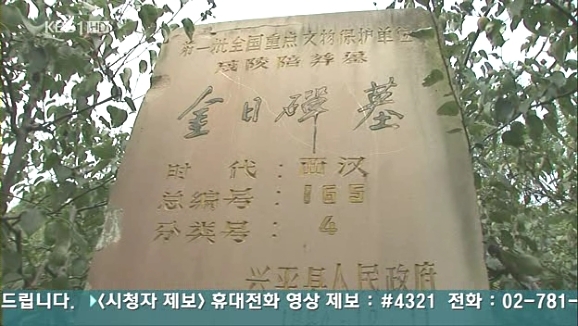 KBS1 HD
第一批全国重点文物保护单位
茂陵陪葬墓
金日磾墓
时 代：西汉
总编号：165
分类号： 4
兴平县人民政府
드립니다. ▶〈시청자 제보〉 휴대전화 영상 제보 : #4321 전화 : 02-781-